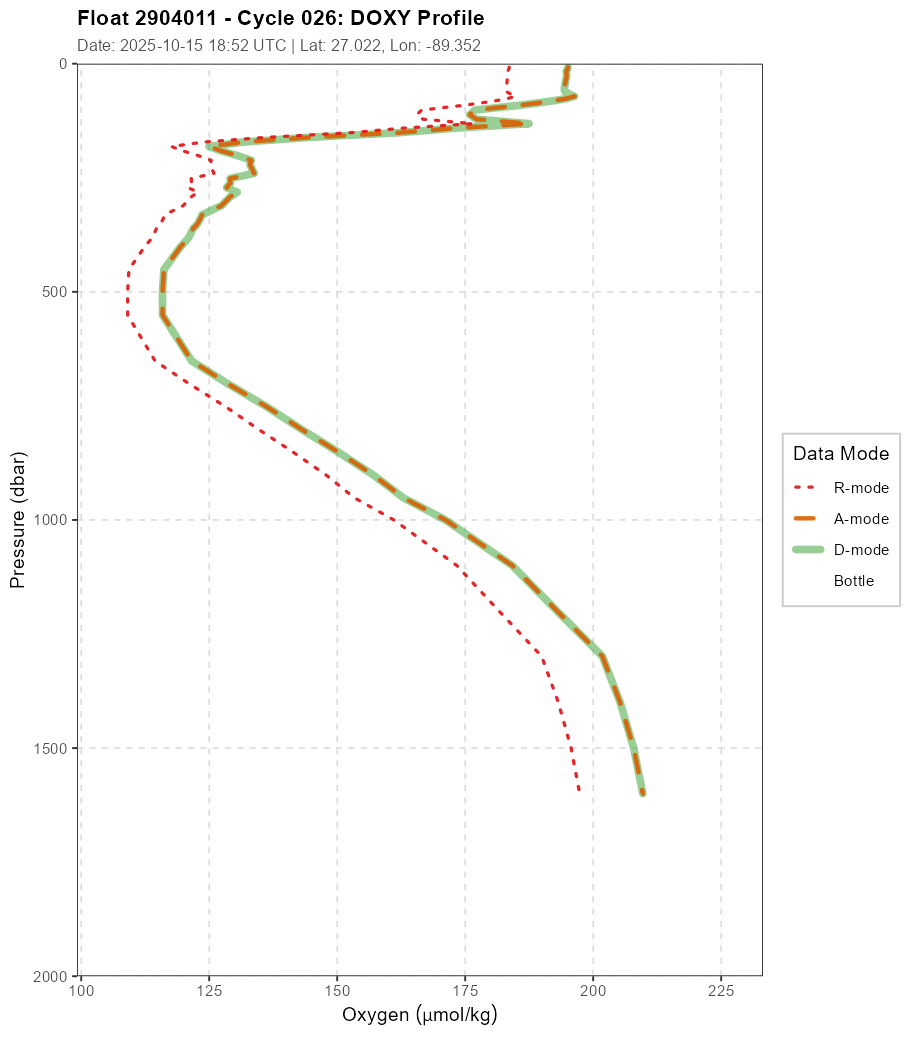 Float 2904011 - Cycle 026: DOXY Profile
Date: 2025-10-15 18:52 UTC | Lat: 27.022, Lon: -89.352
0
500
1000
1500
2000
Pressure (dbar)
100
125
150
175
200
225
Oxygen (µmol/kg)
Data Mode
R-mode
A-mode
D-mode
Bottle